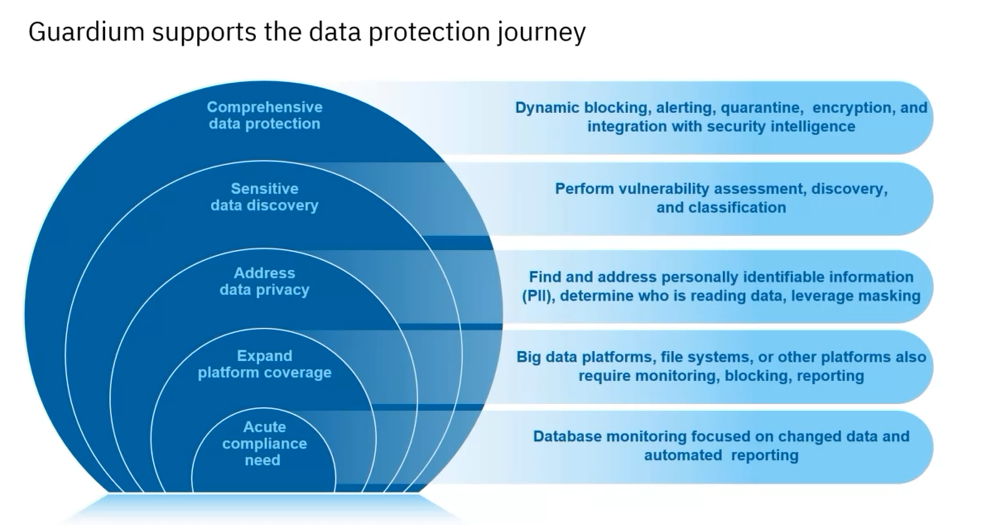 Guardium supports the data protection journey
Comprehensive
data protection
Dynamic blocking, alerting, quarantine, encryption, and
integration with security intelligence
Sensitive
data discovery
Perform vulnerability assessment, discovery,
and classification
Address
data privacy
Find and address personally identifiable information
(PII), determine who is reading data, leverage masking
Expand
platform coverage
Big data platforms, file systems, or other platforms also
require monitoring, blocking, reporting
Acute
compliance
need
Database monitoring focused on changed data and
automated reporting